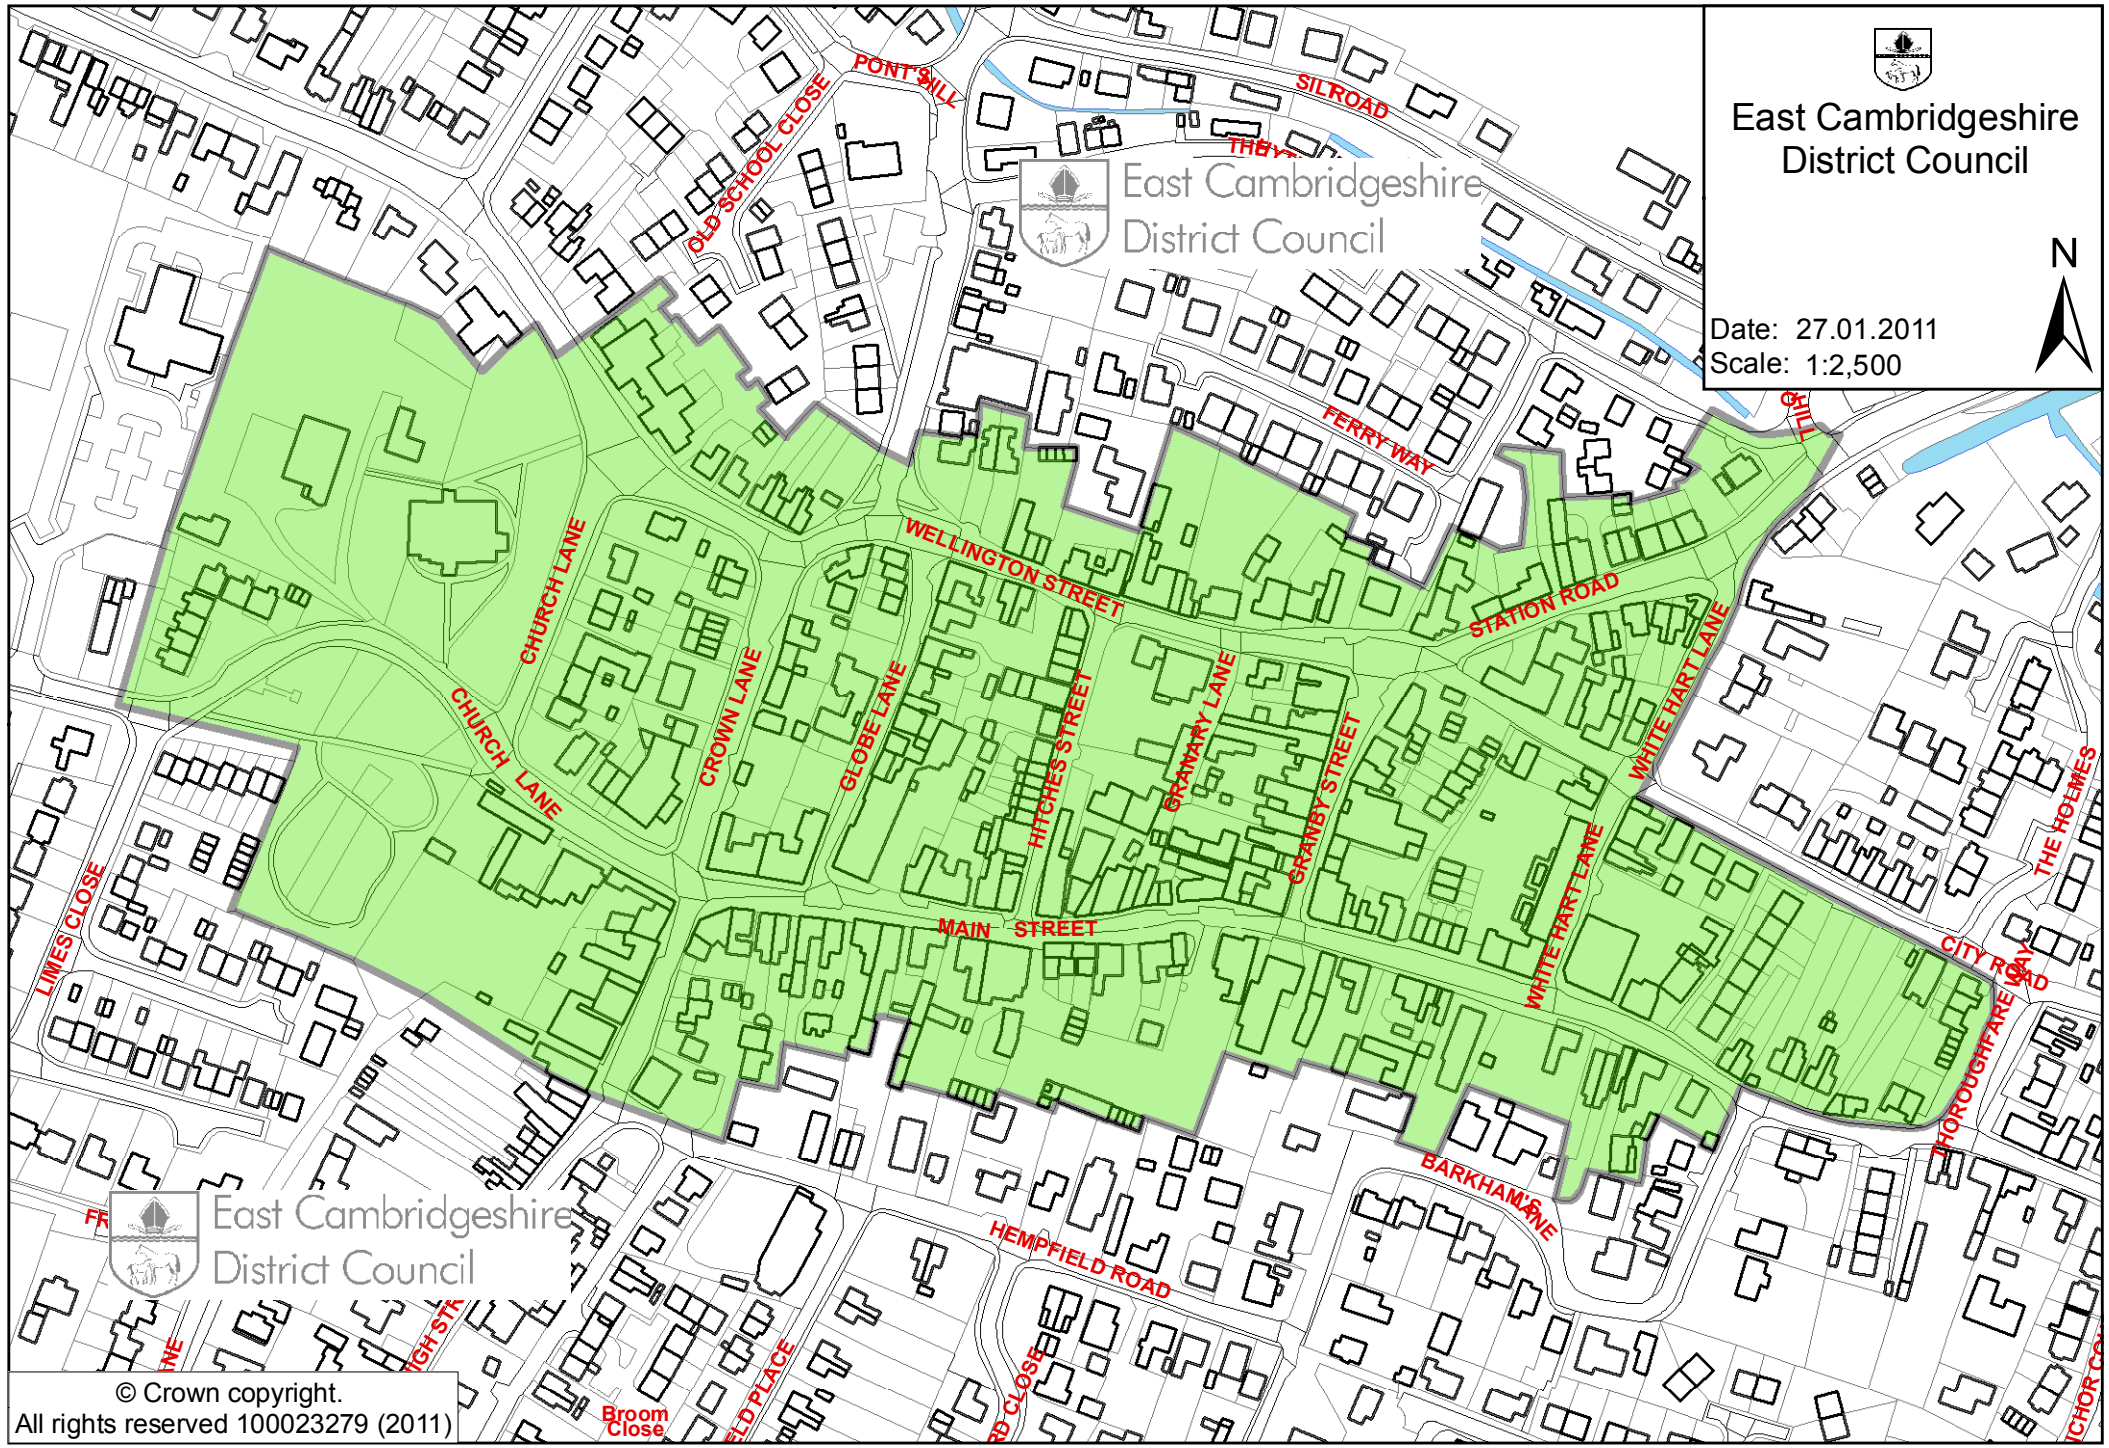 East Cambridgeshire
District Council
N
Date: 27.01.2011
Scale: 1:2,500
PONT'S HILL
SILT ROAD
OLD SCHOOL CLOSE
East Cambridgeshire
District Council
HILL
FERRY WAY
WELLINGTON STREET
CHURCH LANE
STATION ROAD
WHITE HART LANE
CROWN LANE
GLOBE LANE
HITCHES STREET
GRANARY LANE
GRANBY STREET
CHURCH LANE
WHITE HART LANE
THE HOLMES
LIMES CLOSE
MAIN STREET
CITY ROAD
THOROUGHFARE WAY
BARKHAM'S LANE
HEMPFIELD ROAD
East Cambridgeshire
District Council
Broom
Close
© Crown copyright.
All rights reserved 100023279 (2011)